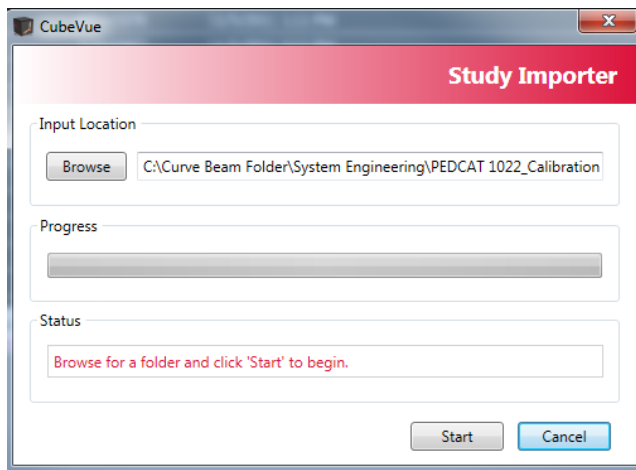 CubeVue
Study Importer
Input Location
Browse
C:\Curve Beam Folder\System Engineering\PEDCAT 1022_Calibration
Progress
Status
Browse for a folder and click 'Start' to begin.
Start
Cancel